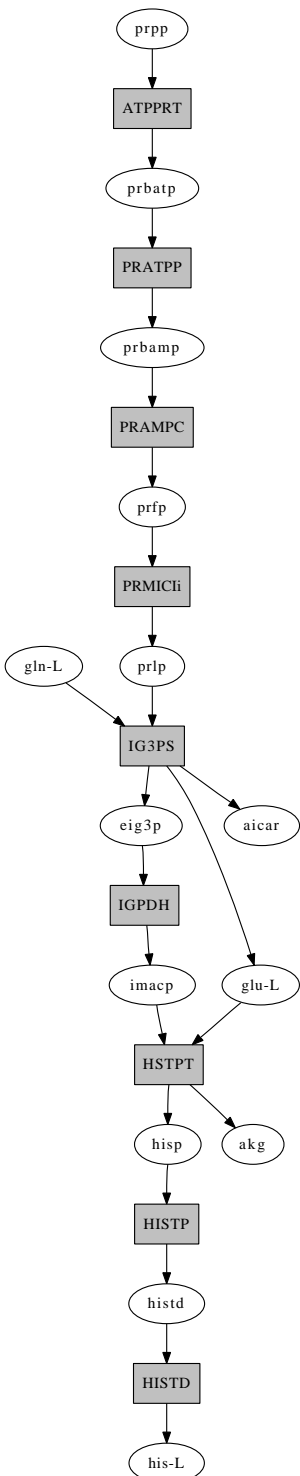 prpp
ATPPRT
prbatp
PRATPP
prbamp
PRAMPC
prfp
PRMICIi
gln-L
prlp
IG3PS
eig3p
aicar
IGPDH
imacp
glu-L
HSTPT
hisp
akg
HISTP
histd
HISTD
his-L